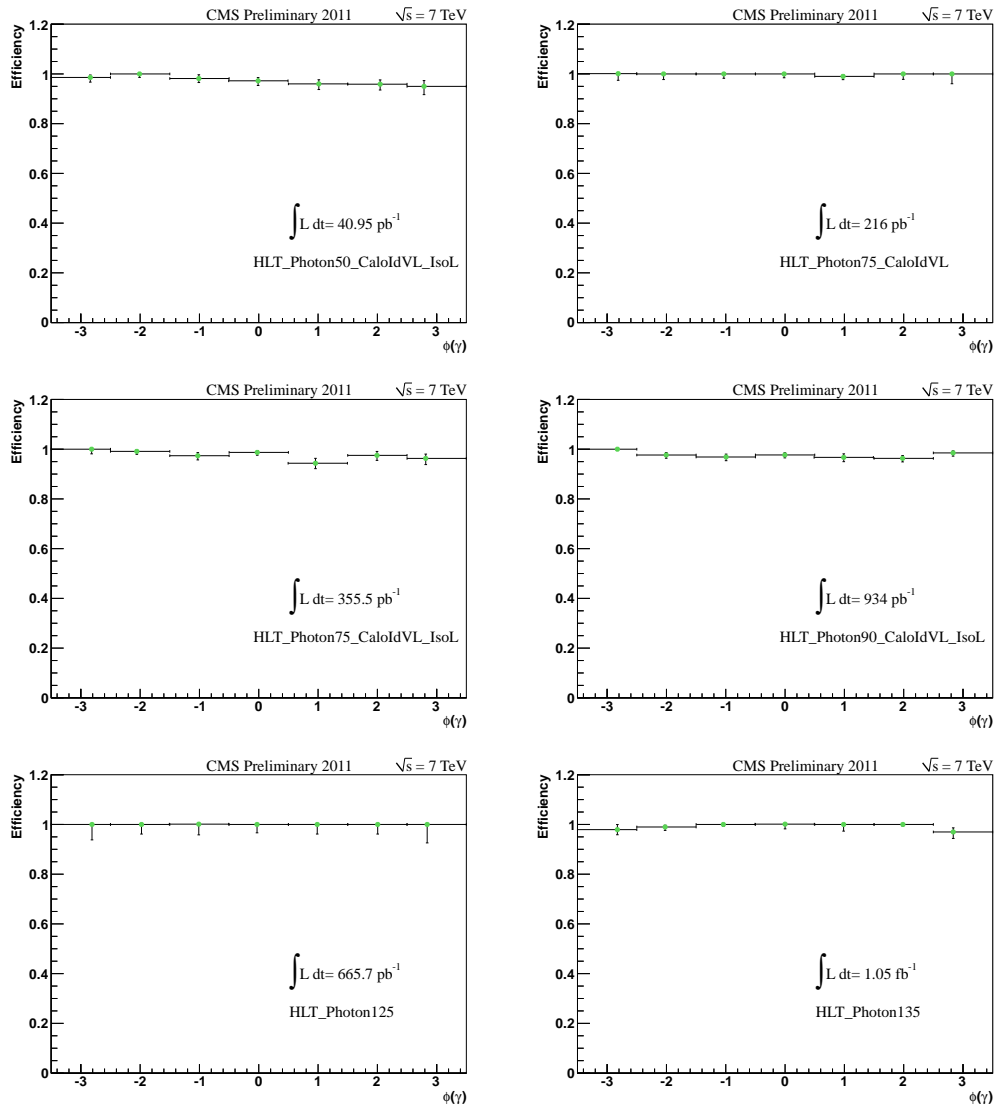 CMS Preliminary 2011 √s = 7 TeV
Efficiency
1.2
1
0.8
0.6
0.4
0.2
0
∫ L dt= 40.95 pb⁻¹
HLT_Photon50_CaloIdVL_IsoL
-3 -2 -1 0 1 2 3
ϕ(γ)
CMS Preliminary 2011 √s = 7 TeV
Efficiency
1.2
1
0.8
0.6
0.4
0.2
0
∫ L dt= 216 pb⁻¹
HLT_Photon75_CaloIdVL
-3 -2 -1 0 1 2 3
ϕ(γ)
CMS Preliminary 2011 √s = 7 TeV
Efficiency
1.2
1
0.8
0.6
0.4
0.2
0
∫ L dt= 355.5 pb⁻¹
HLT_Photon75_CaloIdVL_IsoL
-3 -2 -1 0 1 2 3
ϕ(γ)
CMS Preliminary 2011 √s = 7 TeV
Efficiency
1.2
1
0.8
0.6
0.4
0.2
0
∫ L dt= 934 pb⁻¹
HLT_Photon90_CaloIdVL_IsoL
-3 -2 -1 0 1 2 3
ϕ(γ)
CMS Preliminary 2011 √s = 7 TeV
Efficiency
1.2
1
0.8
0.6
0.4
0.2
0
∫ L dt= 665.7 pb⁻¹
HLT_Photon125
-3 -2 -1 0 1 2 3
ϕ(γ)
CMS Preliminary 2011 √s = 7 TeV
Efficiency
1.2
1
0.8
0.6
0.4
0.2
0
∫ L dt= 1.05 fb⁻¹
HLT_Photon135
-3 -2 -1 0 1 2 3
ϕ(γ)